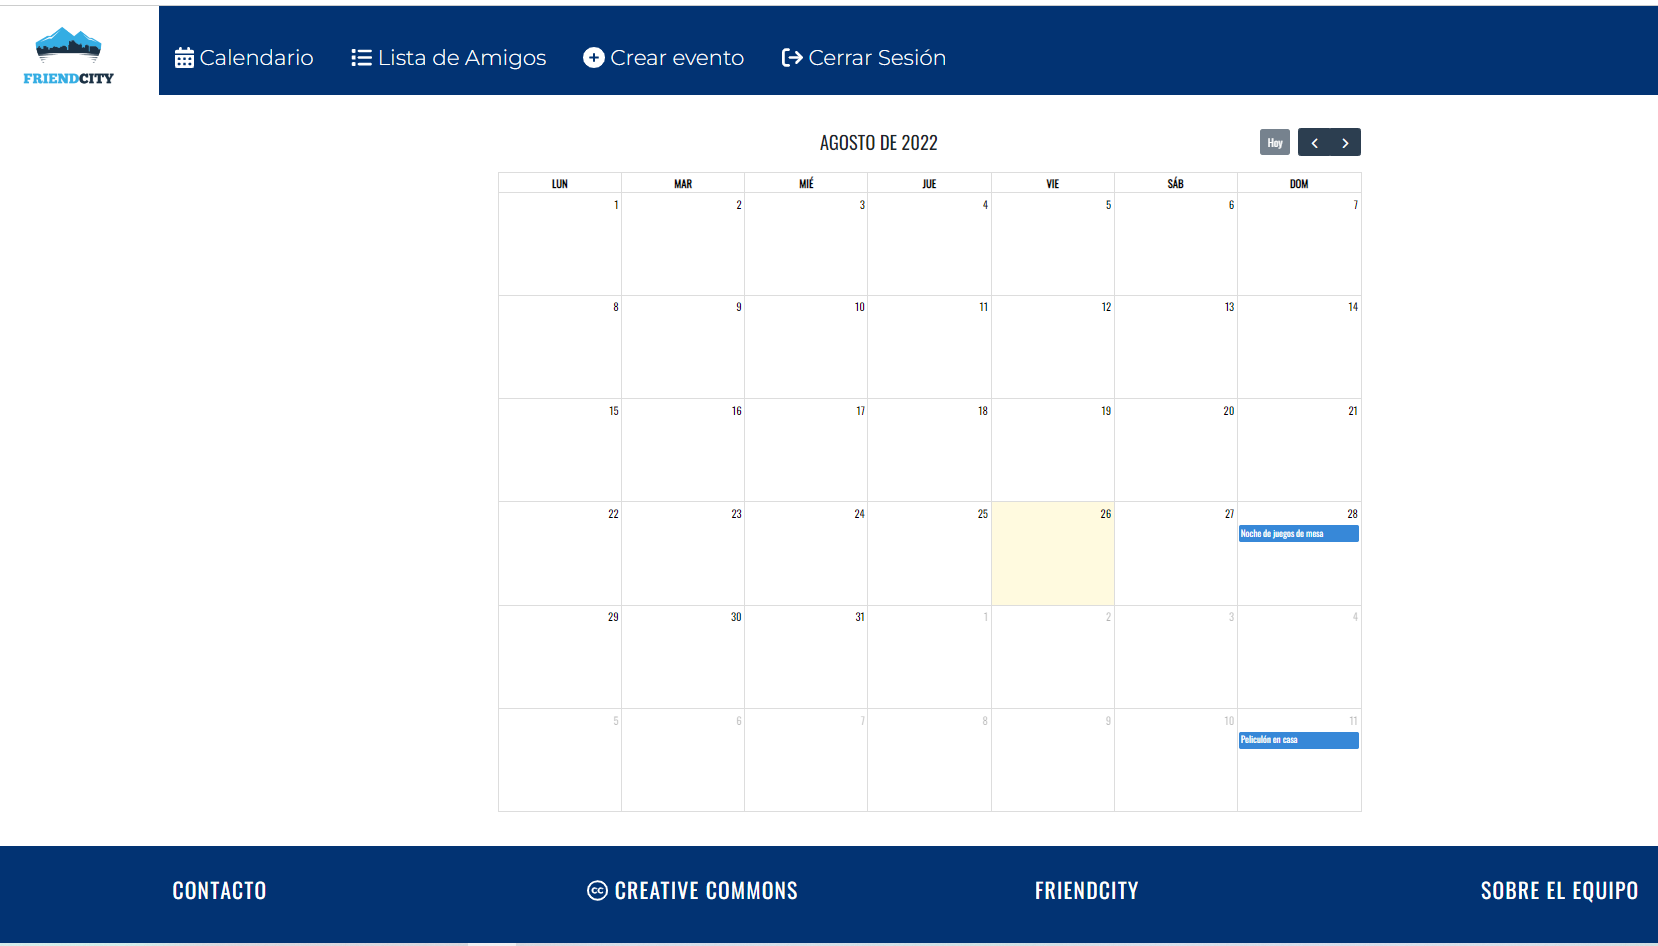 FRIENDCITY
Calendario Lista de Amigos Crear evento Cerrar Sesión
AGOSTO DE 2022 Hoy
LUN MAR MIÉ JUE VIE SÁB DOM
1 2 3 4 5 6 7
8 9 10 11 12 13 14
15 16 17 18 19 20 21
22 23 24 25 26 27 28
Noche de juegos de mesa
29 30 31 1 2 3 4
5 6 7 8 9 10 11
Peliculón en casa
CONTACTO cc CREATIVE COMMONS FRIENDCITY SOBRE EL EQUIPO